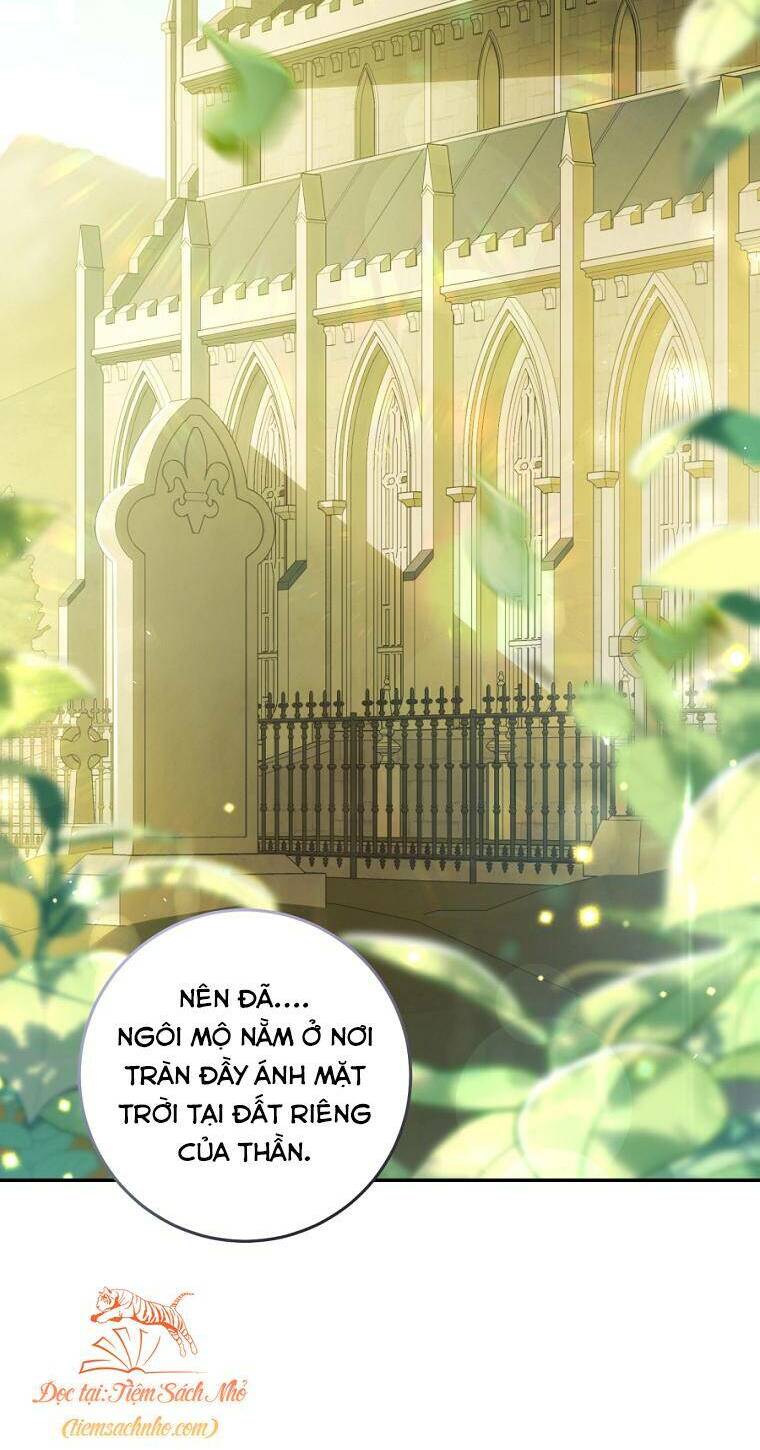 NÊN ĐÃ....
NGÔI MỘ NẰM Ở NƠI
TRÀN ĐẦY ÁNH MẶT
TRỜI TẠI ĐẤT RIÊNG
CỦA THẦN.
Đọc tại: Tiệm Sách Nhỏ
(tiemsachnho.com)